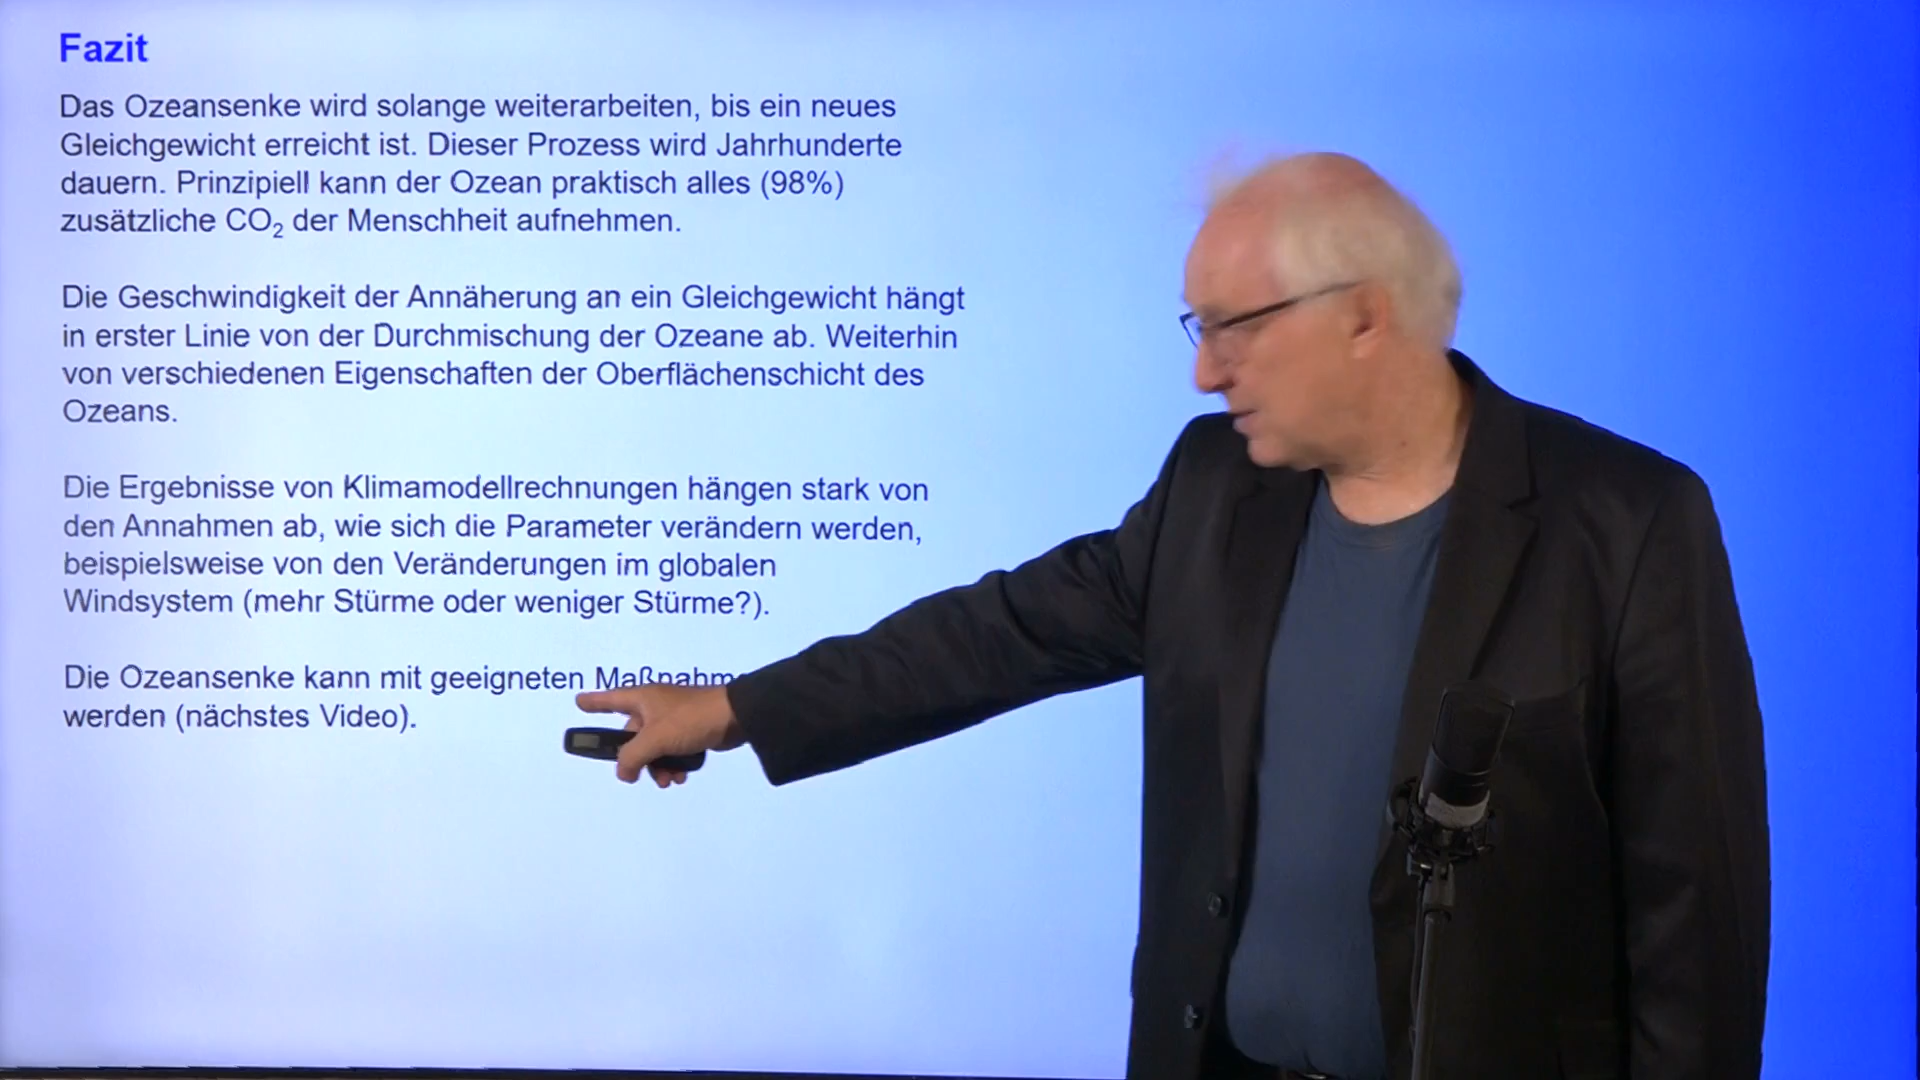 Fazit
Das Ozeansenke wird solange weiterarbeiten, bis ein neues
Gleichgewicht erreicht ist. Dieser Prozess wird Jahrhunderte
dauern. Prinzipiell kann der Ozean praktisch alles (98%)
zusätzliche CO₂ der Menschheit aufnehmen.
Die Geschwindigkeit der Annäherung an ein Gleichgewicht hängt
in erster Linie von der Durchmischung der Ozeane ab. Weiterhin
von verschiedenen Eigenschaften der Oberflächenschicht des
Ozeans.
Die Ergebnisse von Klimamodellrechnungen hängen stark von
den Annahmen ab, wie sich die Parameter verändern werden,
beispielsweise von den Veränderungen im globalen
Windsystem (mehr Stürme oder weniger Stürme?).
Die Ozeansenke kann mit geeigneten
werden (nächstes Video).